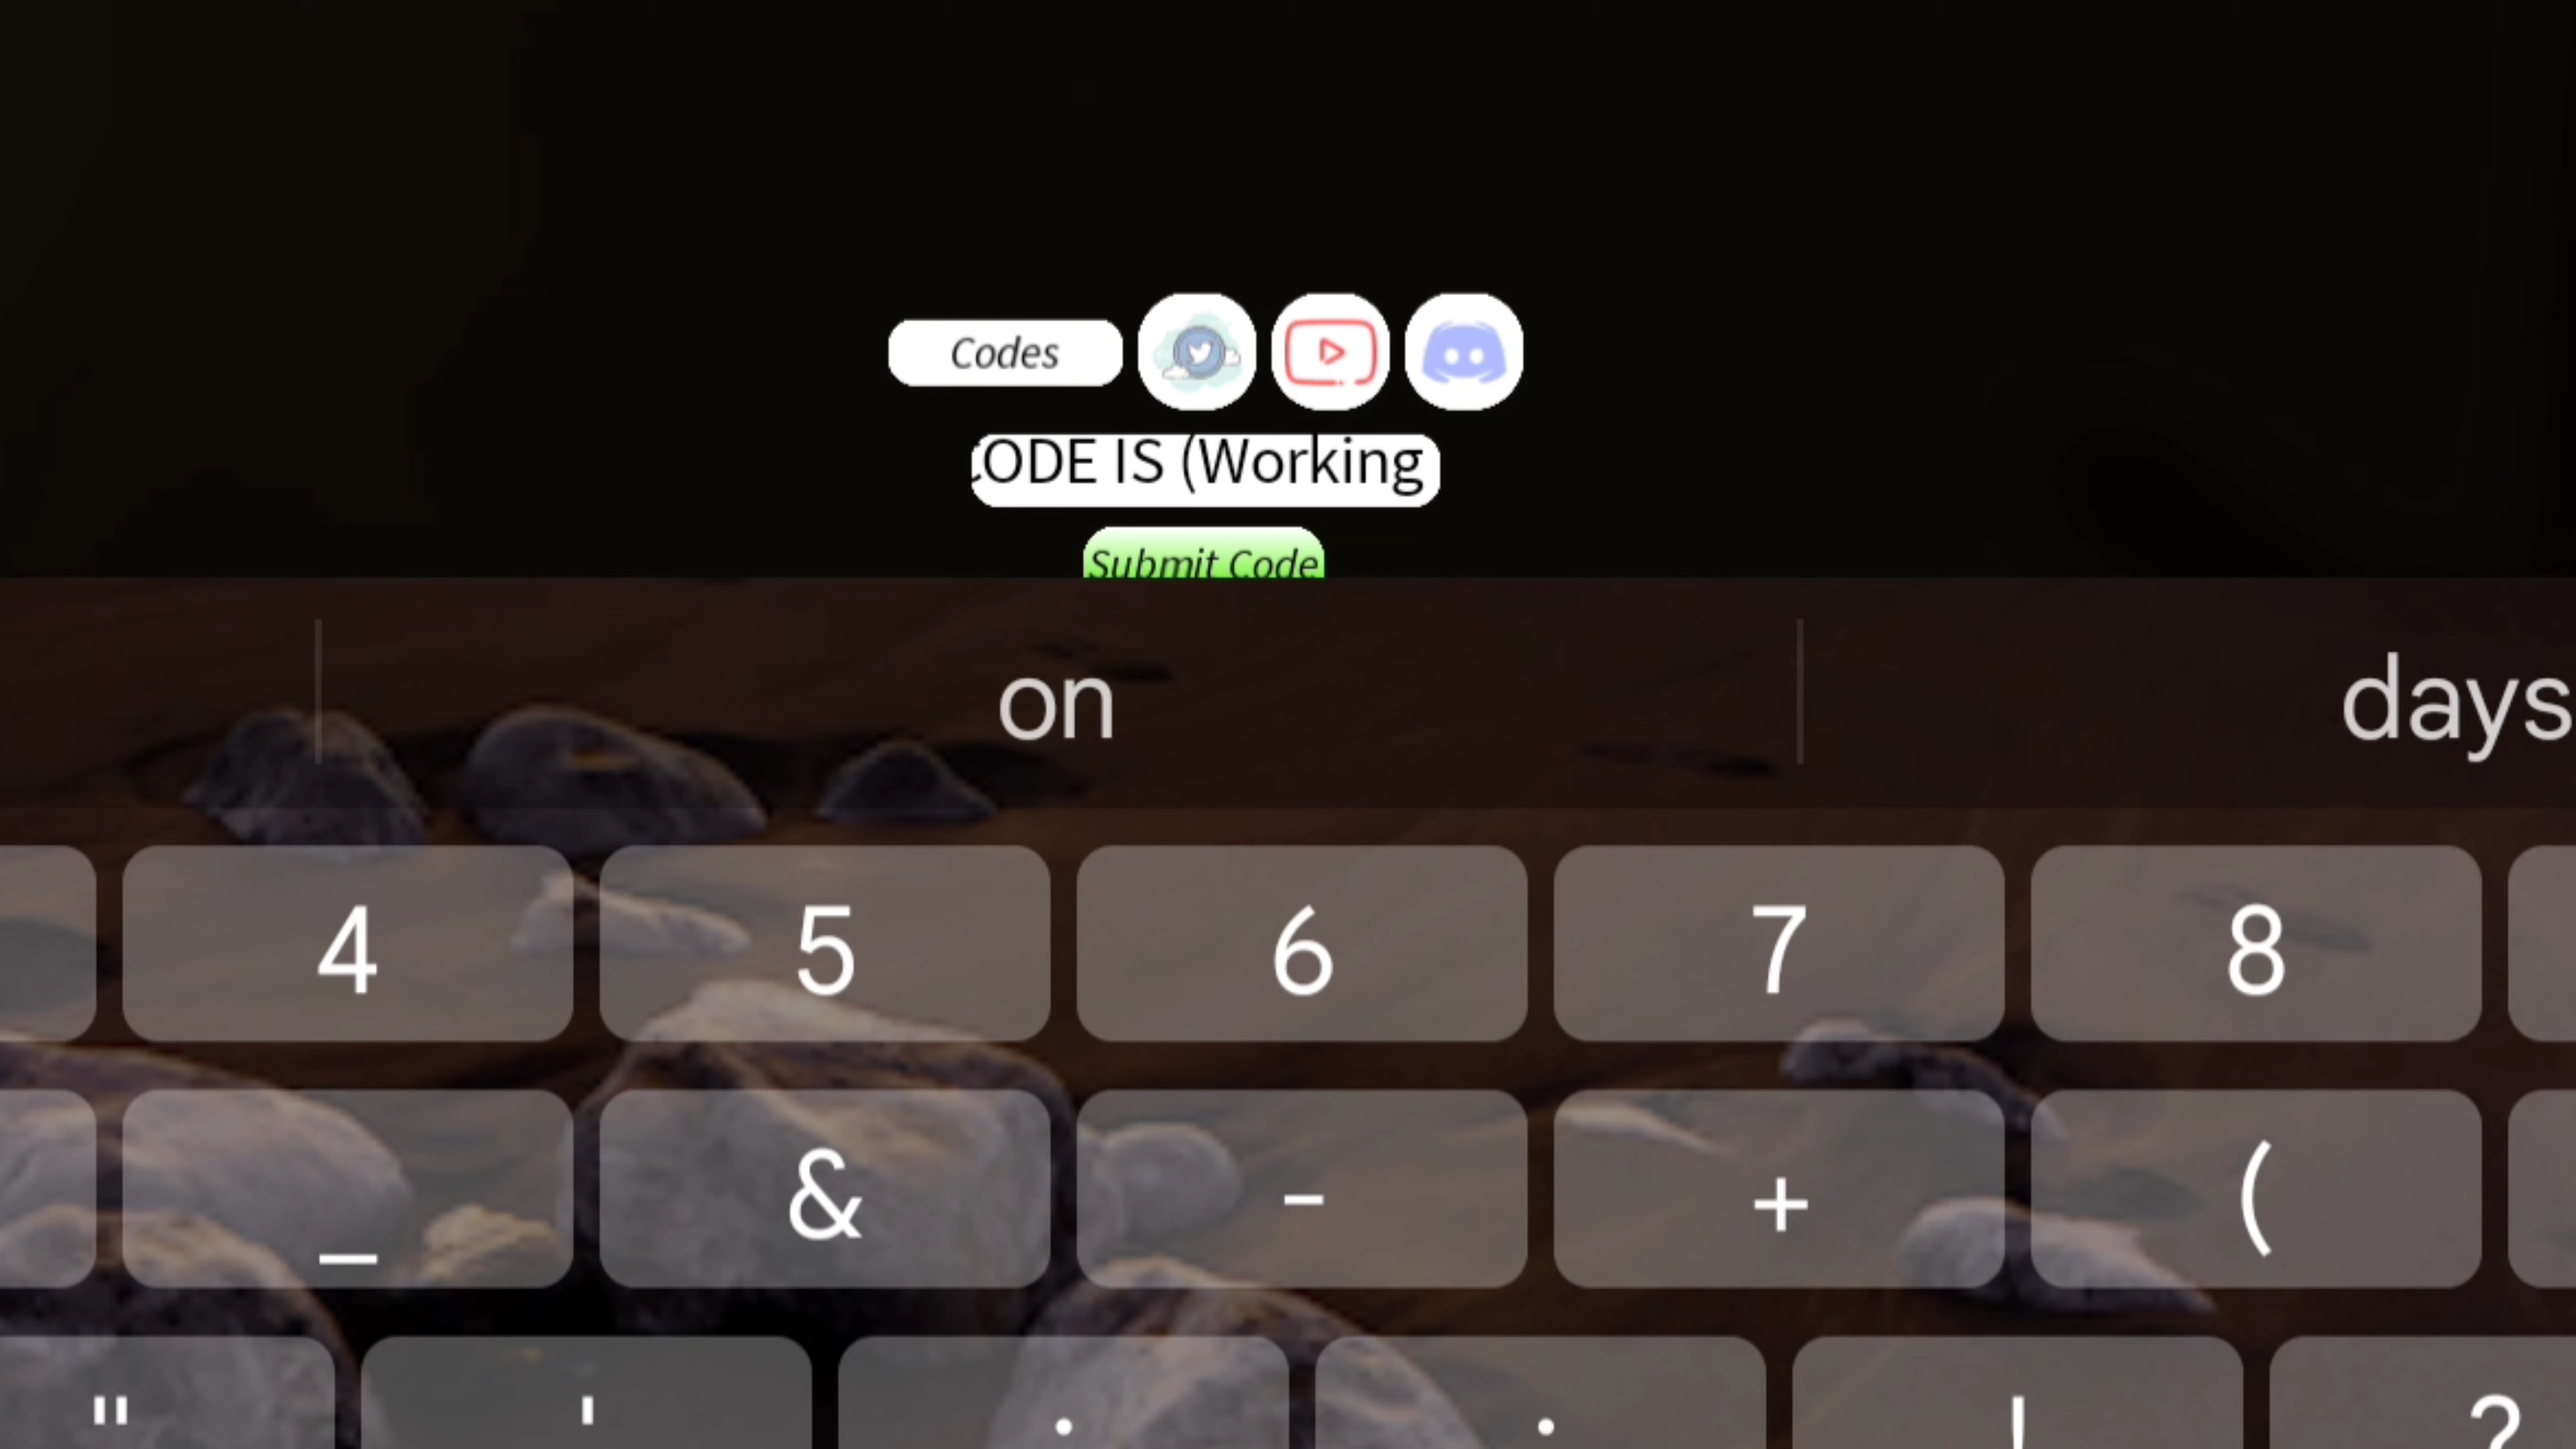 Codes
ODE IS (Working
Submit Code
on days
4 5 6 7 8
_ & - + (
" ' : ; ! ?